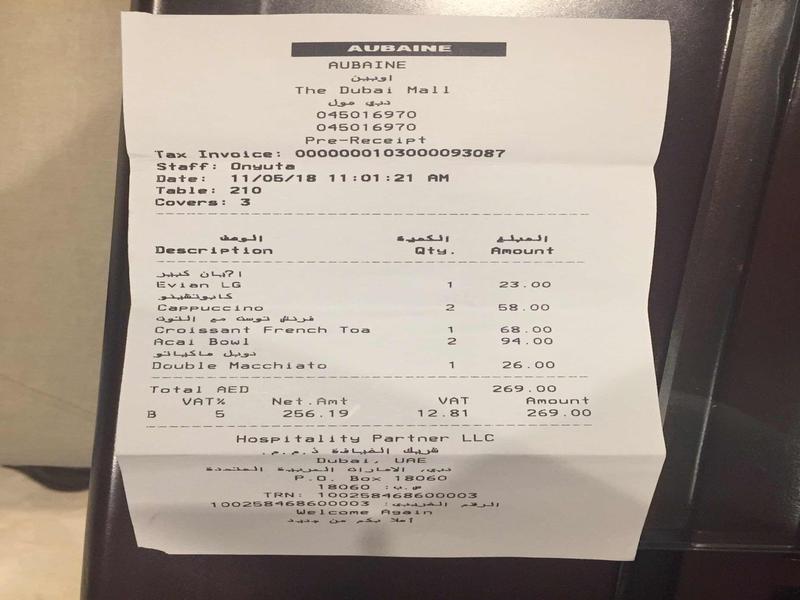 AUBAINE
AUBAINE
اوبين
The Dubai Mall
دبي مول
045016970
045016970
Pre-Receipt
Tax Invoice: 0000000103000093087
Staff: Onyuta
Date: 11/05/18 11:01:21 AM
Table: 210
Covers: 3
الوصف الكمية المبلغ
Description Qty. Amount
كبير
Evian LG 1 23.00
كابوتشينو
Cappuccino 2 58.00
فرنش توست مع التوت
Croissant French Toa 1 68.00
Acai Bowl 2 94.00
دوبل ماكياتو
Double Macchiato 1 26.00
Total AED 269.00
VAT% Net.Amt VAT Amount
B 5 256.19 12.81 269.00
Hospitality Partner LLC
شريك الضيافة ذ.م.م.
Dubai, UAE
دبي، الامارات العربية المتحدة
P.O. Box 18060
ص.ب: 18060
TRN: 100258468600003
الرقم الضريبي: 100258468600003
Welcome Again
أهلا بكم من جديد